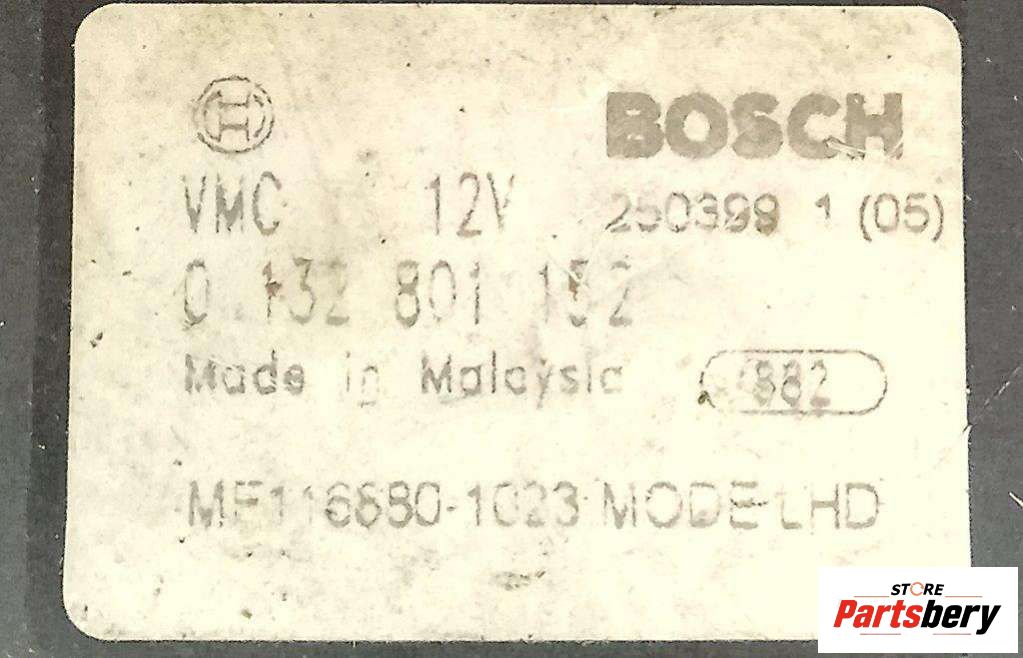 BOSCH
VMC 12V 250399 1 (05)
0 132 801 152
Made in Malaysia 882
MF116680-1023 MODE LHD
STORE
Partsbery